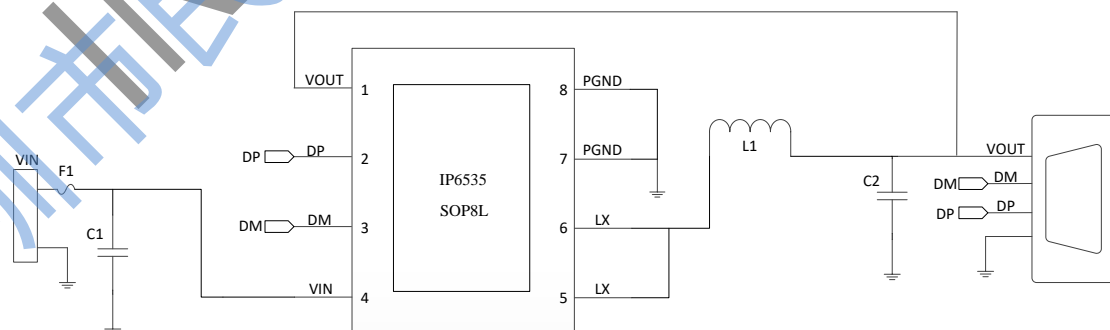 VOUT
1
8
PGND
DP
DP
2
7
PGND
L1
VOUT
VIN
F1
IP6535
SOP8L
C2
DM
DM
DM
DM
3
6
LX
DP
DP
C1
VIN
4
5
LX
市